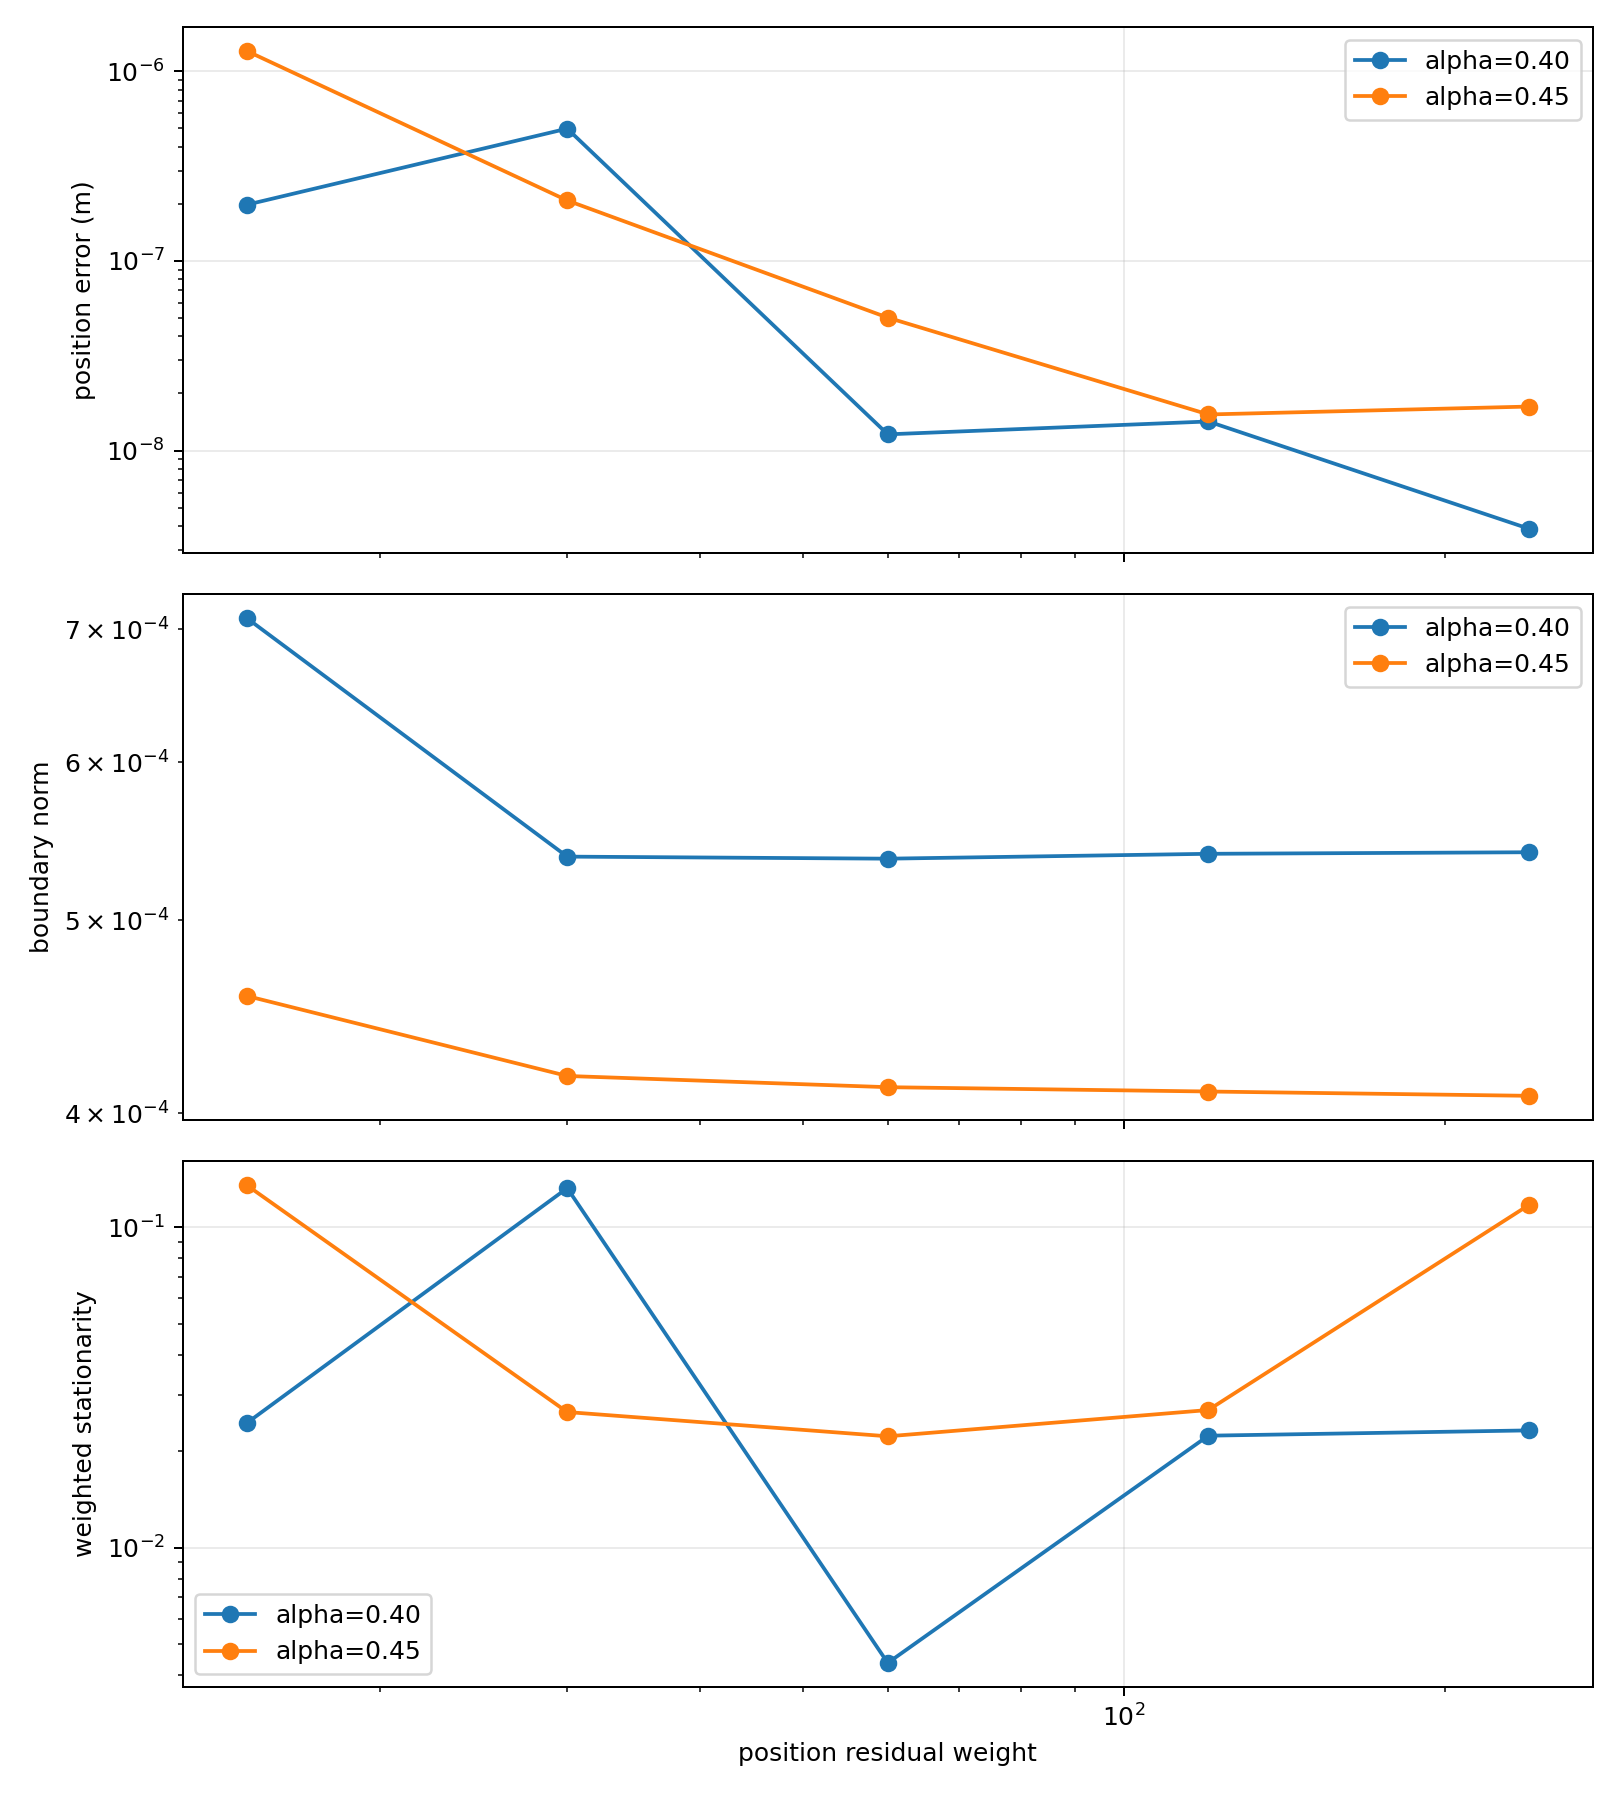 position error (m)
10⁻⁶
10⁻⁷
10⁻⁸
alpha=0.40
alpha=0.45
boundary norm
7 × 10⁻⁴
6 × 10⁻⁴
5 × 10⁻⁴
4 × 10⁻⁴
alpha=0.40
alpha=0.45
weighted stationarity
10⁻¹
10⁻²
alpha=0.40
alpha=0.45
10²
position residual weight